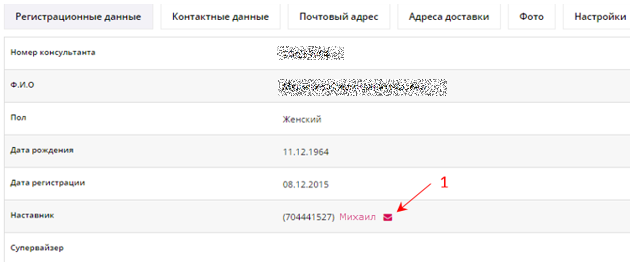 Регистрационные данные Контактные данные Почтовый адрес Адреса доставки Фото Настройки
Номер консультанта
Ф.И.О
Пол Женский
Дата рождения 11.12.1964
Дата регистрации 08.12.2015
1
Наставник (704441527) Михаил
Супервайзер